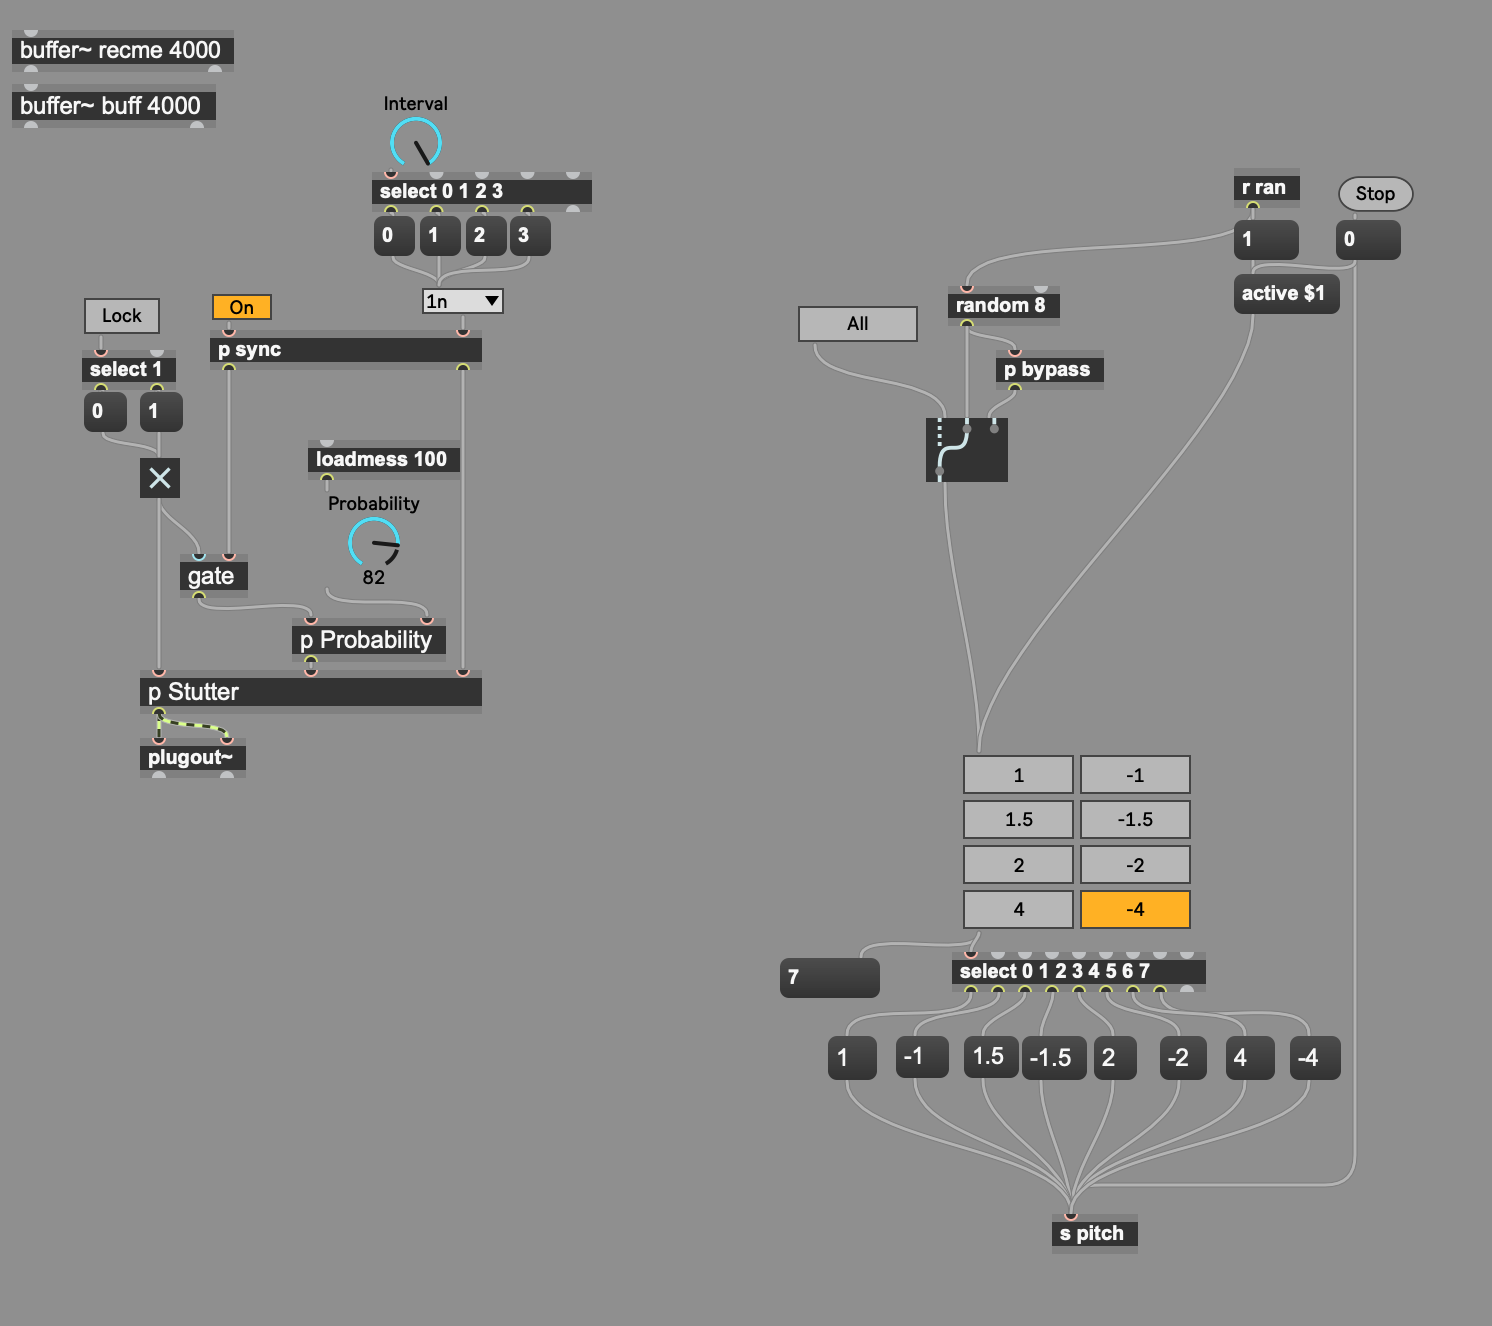 buffer~ recme 4000
buffer~ buff 4000
Interval
select 0 1 2 3
0
1
2
3
1n
Lock
On
select 1
p sync
0
1
loadmess 100
Probability
82
gate
p Probability
p Stutter
plugout~
r ran
Stop
1
0
active $1
random 8
All
p bypass
1
-1
1.5
-1.5
2
-2
4
-4
7
select 0 1 2 3 4 5 6 7
1
-1
1.5
-1.5
2
-2
4
-4
s pitch